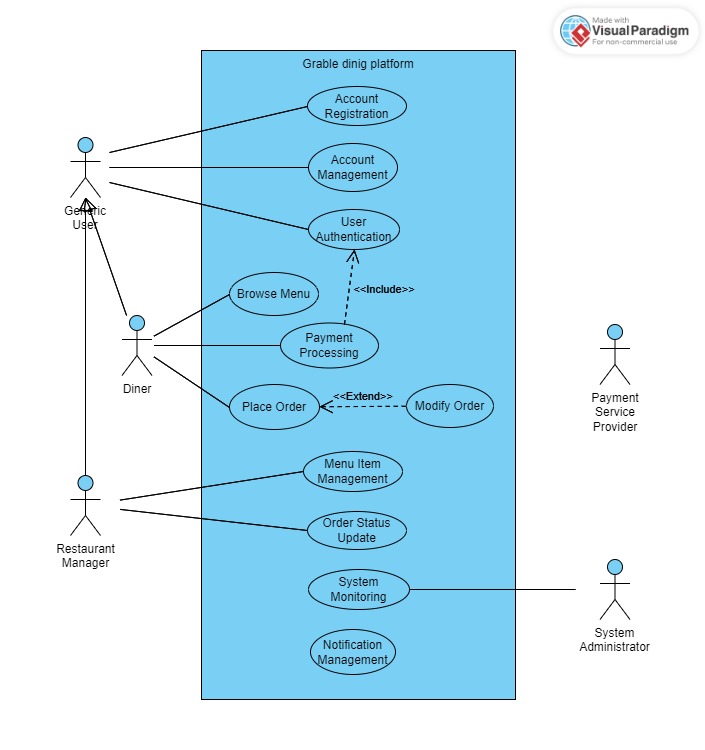 Made with
VisualParadigm
For non-commercial use
Grable dinig platform
Account
Registration
Account
Management
Generic
User
User
Authentication
<<Include>>
Browse Menu
Payment
Processing
Diner
<<Extend>>
Place Order
Modify Order
Payment
Service
Provider
Menu Item
Management
Order Status
Update
Restaurant
Manager
System
Monitoring
System
Administrator
Notification
Management